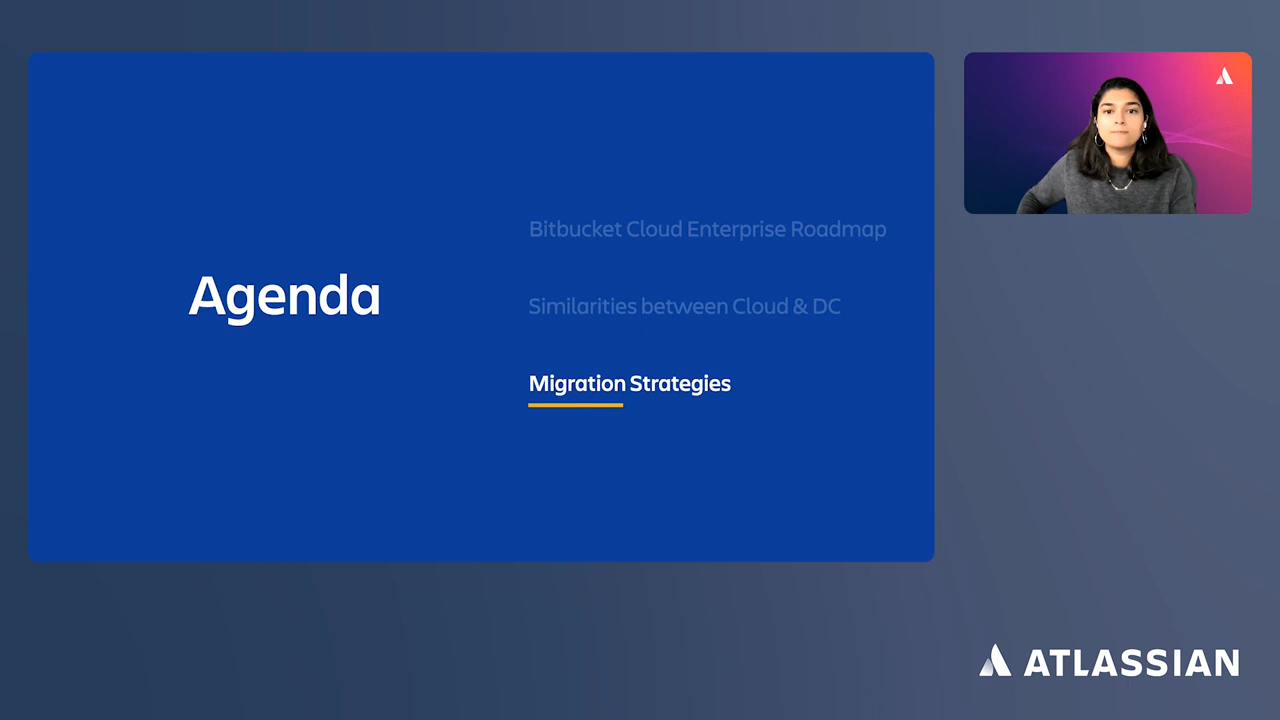 Agenda
Bitbucket Cloud Enterprise Roadmap
Similarities between Cloud & DC
Migration Strategies
ATLASSIAN